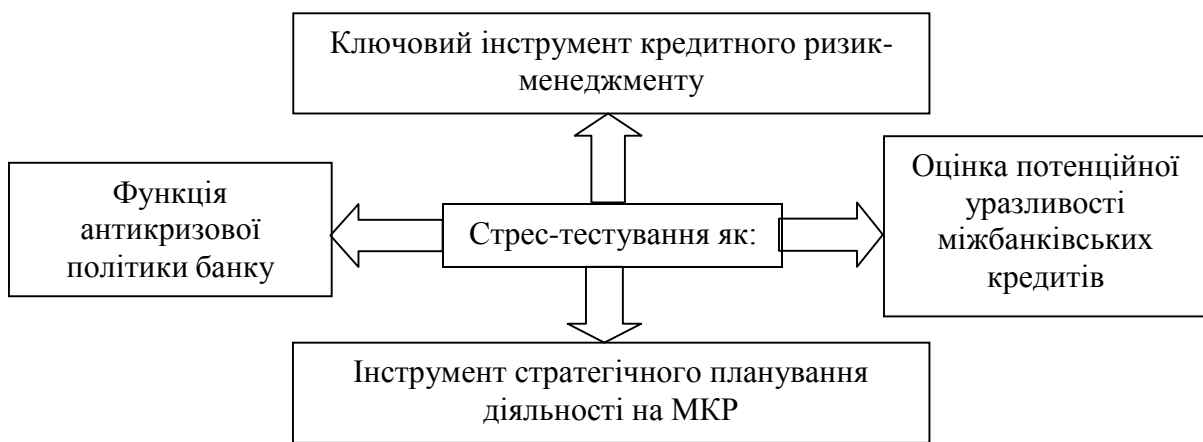 Ключовий інструмент кредитного ризик-
менеджменту
Функція
антикризової
політики банку
Стрес-тестування як:
Оцінка потенційної
уразливості
міжбанківських
кредитів
Інструмент стратегічного планування
діяльності на МКР